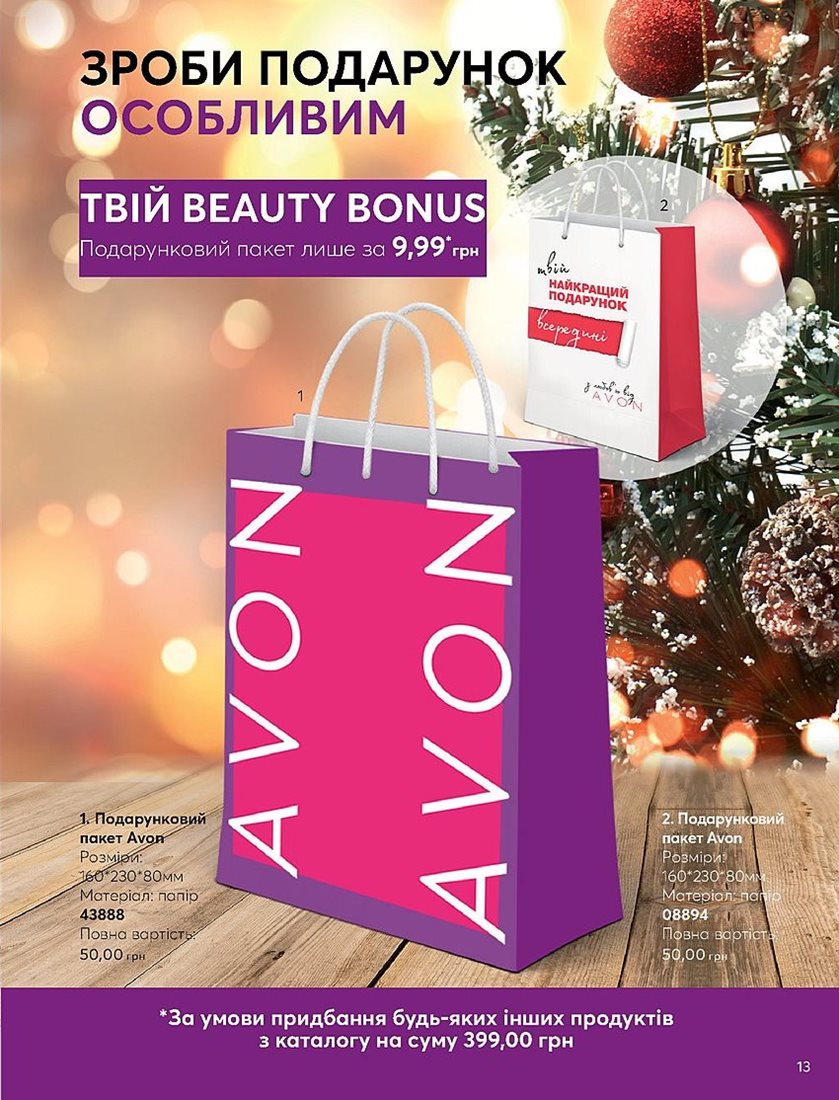 ЗРОБИ ПОДАРУНОК
ОСОБЛИВИМ
ТВІЙ BEAUTY BONUS
Подарунковий пакет лише за 9,99* грн
2
твій
НАЙКРАЩИЙ
ПОДАРУНОК
всередині
з любов'ю від
AVON
1
AVON
AVON
1. Подарунковий
пакет Avon
Розміри:
160*230*80мм
Матеріал: папір
43888
Повна вартість:
50,00 грн
2. Подарунковий
пакет Avon
Розміри:
160*230*80мм
Матеріал: папір
08894
Повна вартість:
50,00 грн
*За умови придбання будь-яких інших продуктів
з каталогу на суму 399,00 грн
13